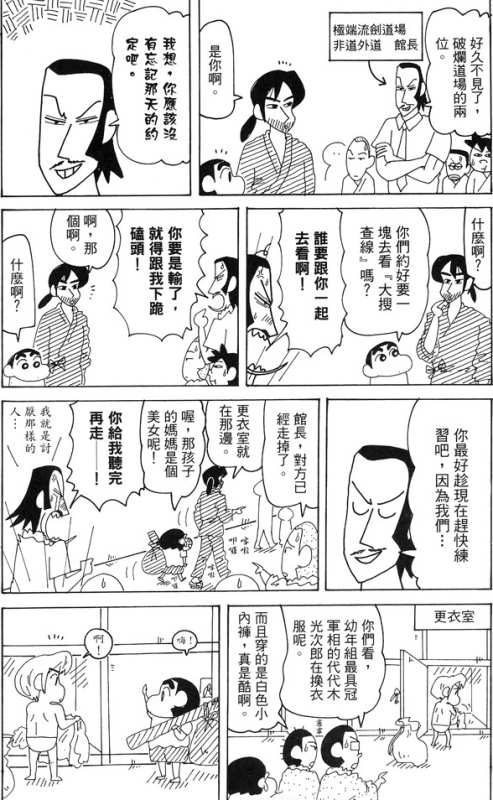 極端流劍道場
非道外道　館長
好久不見了，
破爛道場的兩
位。
是你啊。
我想，你應該沒
有忘記那天的約
定吧。
什麼啊？
你們約好要一
塊去看『大搜
查線』嗎？
誰要跟你一起
去看啊！
你要是輸了，
就得跟我下跪
磕頭！
啊，那
個啊。
什麼啊？
你最好趁現在趕快練
習吧，因為我們…
館長，對方已
經走掉了。
更衣室就
在那邊。
喔，那孩子
的媽媽是個
美女呢！
你給我聽完
再走！
我就是討
厭那樣的
人…
更衣室
你們看，
幼年組最具冠
軍相的代代木
光次郎在換衣
服呢。
而且穿的是白色小
內褲，真是酷啊。
嗨！
啊！